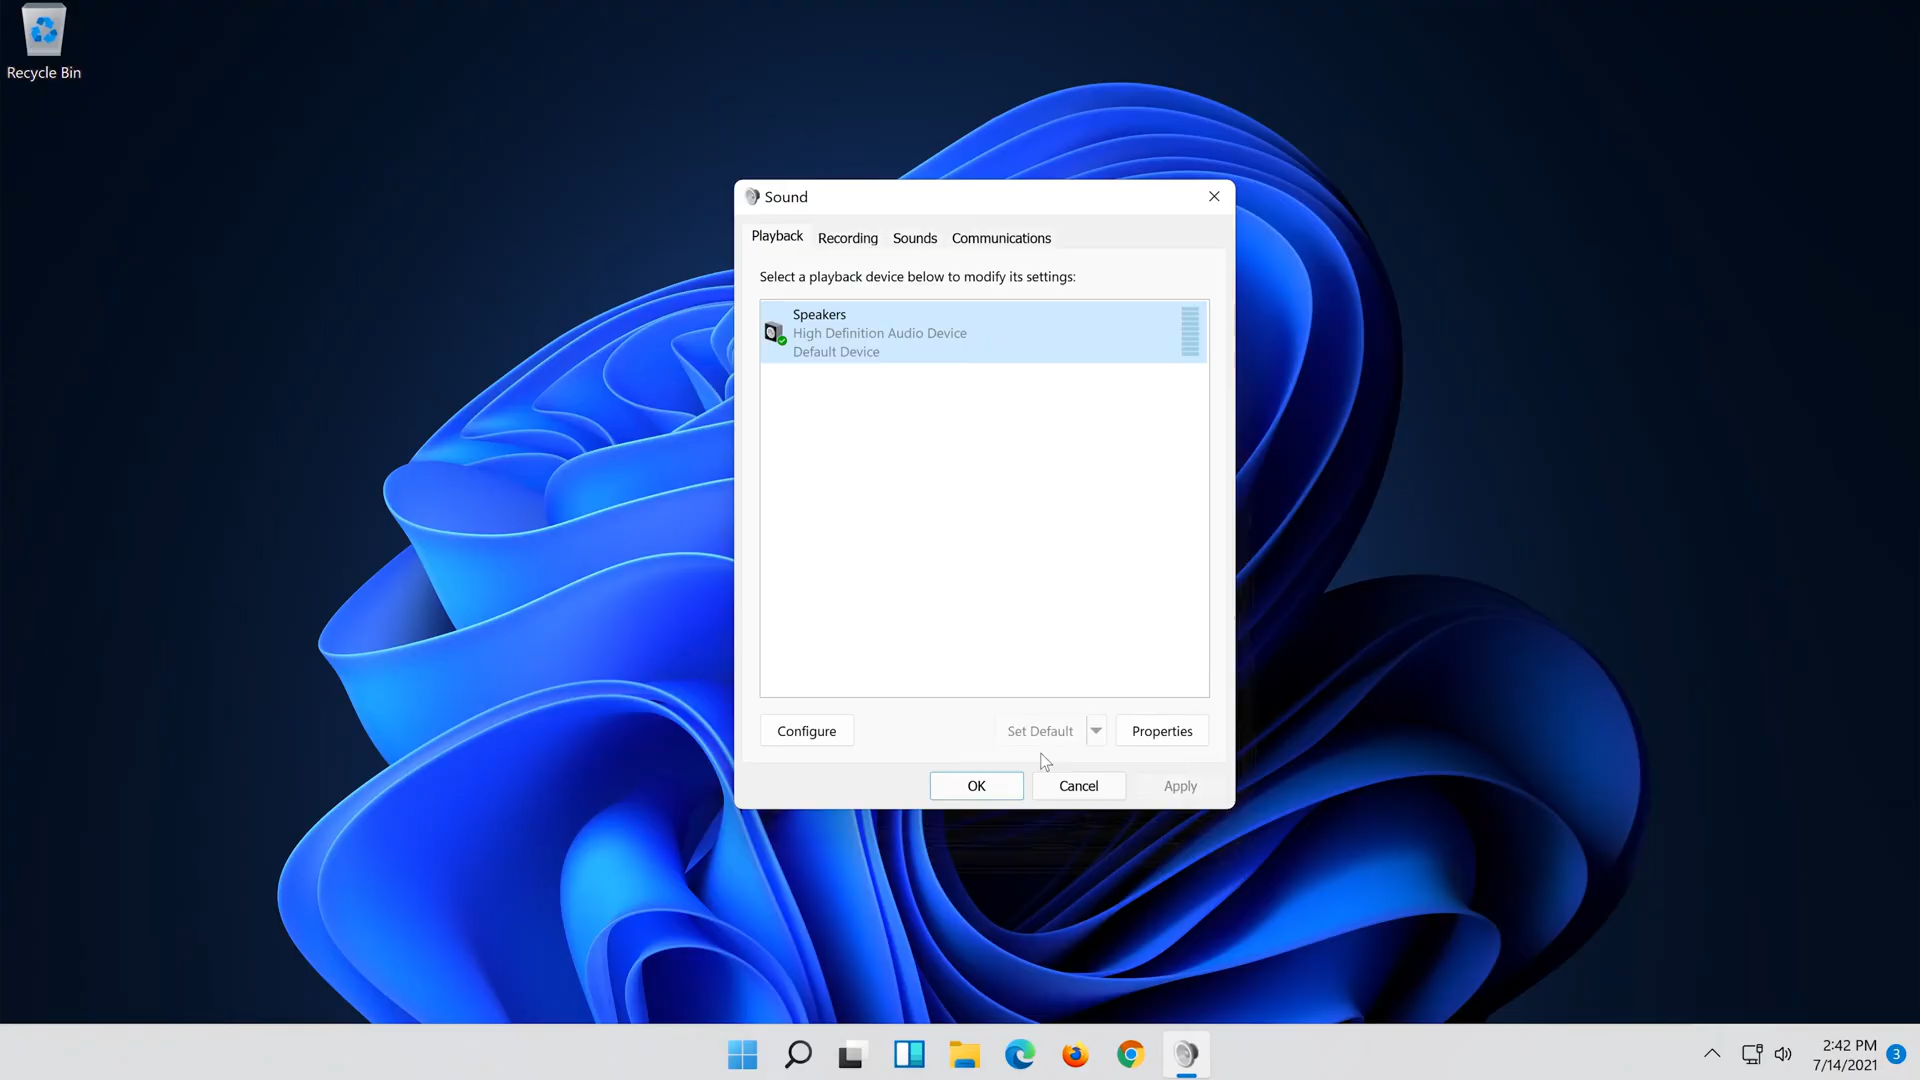 Recycle Bin
Sound
Playback Recording Sounds Communications
Select a playback device below to modify its settings:
Speakers
High Definition Audio Device
Default Device
Configure Set Default Properties
OK Cancel Apply
2:42 PM
7/14/2021 3